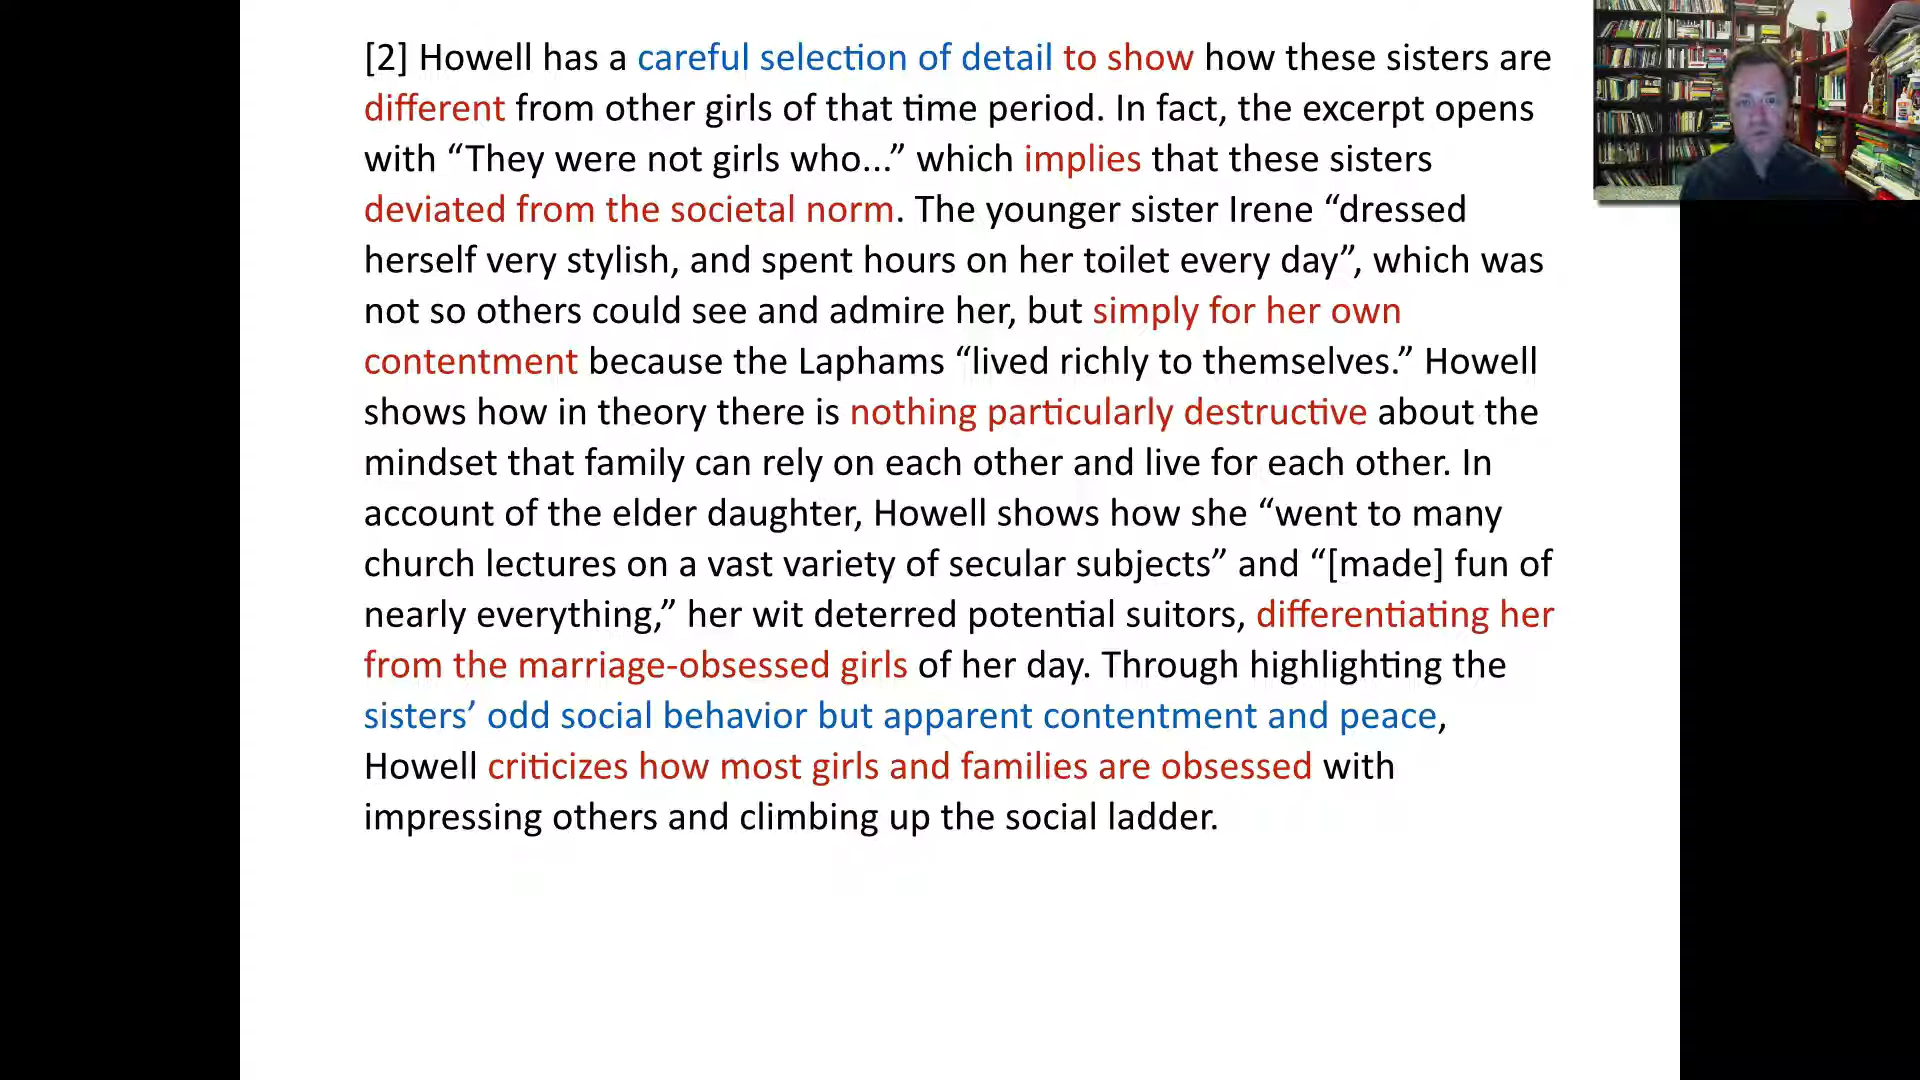 [2] Howell has a careful selection of detail to show how these sisters are
different from other girls of that time period. In fact, the excerpt opens
with “They were not girls who...” which implies that these sisters
deviated from the societal norm. The younger sister Irene “dressed
herself very stylish, and spent hours on her toilet every day”, which was
not so others could see and admire her, but simply for her own
contentment because the Laphams “lived richly to themselves.” Howell
shows how in theory there is nothing particularly destructive about the
mindset that family can rely on each other and live for each other. In
account of the elder daughter, Howell shows how she “went to many
church lectures on a vast variety of secular subjects” and “[made] fun of
nearly everything,” her wit deterred potential suitors, differentiating her
from the marriage-obsessed girls of her day. Through highlighting the
sisters’ odd social behavior but apparent contentment and peace,
Howell criticizes how most girls and families are obsessed with
impressing others and climbing up the social ladder.